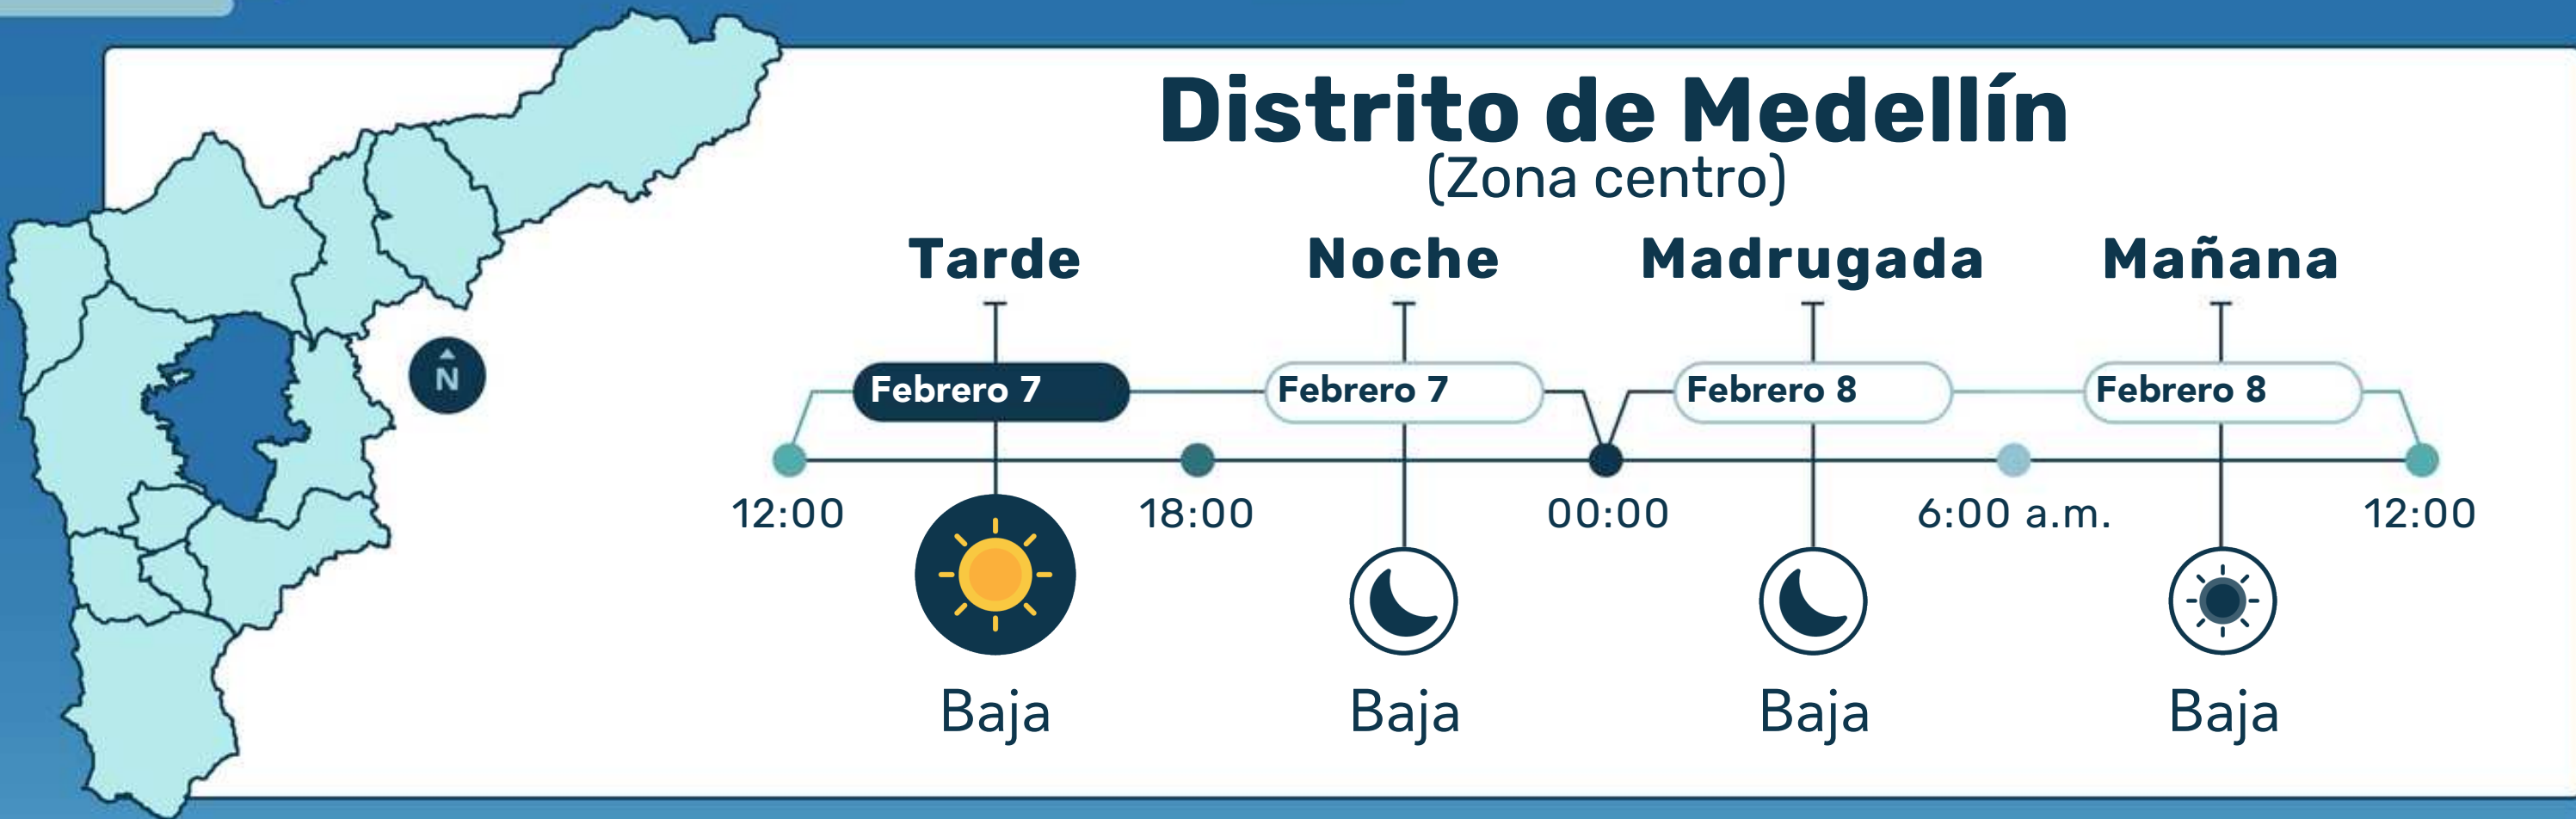 Distrito de Medellín
(Zona centro)
Tarde Noche Madrugada Mañana
Febrero 7 Febrero 7 Febrero 8 Febrero 8
N
12:00 18:00 00:00 6:00 a.m. 12:00
Baja Baja Baja Baja